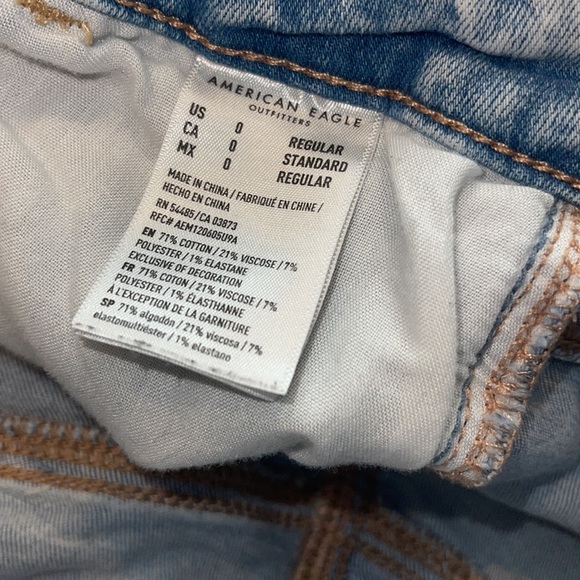 AMERICAN EAGLE
OUTFITTERS
US 0 REGULAR
CA 0 STANDARD
MX 0 REGULAR
MADE IN CHINA / FABRIQUÉ EN CHINE /
HECHO EN CHINA
RN 54485/CA 03873
RFC# AEM120605U9A
EN 71% COTTON / 21% VISCOSE / 7%
POLYESTER / 1% ELASTANE
EXCLUSIVE OF DECORATION
FR 71% COTON / 21% VISCOSE / 7%
POLYESTER / 1% ÉLASTHANNE
À L'EXCEPTION DE LA GARNITURE
SP 71% algodón / 21% viscosa / 7%
elastomultiéster / 1% elastano